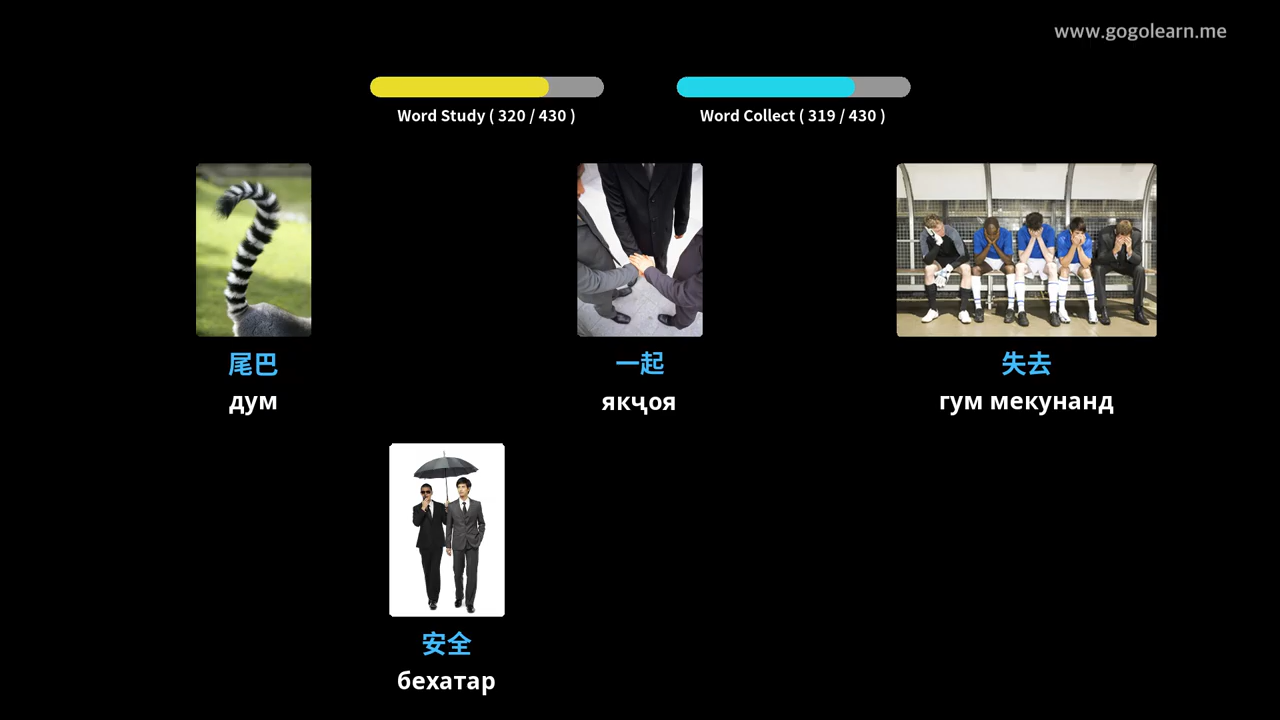 www.gogolearn.me
Word Study ( 320 / 430 )
Word Collect ( 319 / 430 )
尾巴
дум
一起
якҷоя
失去
гум мекунанд
安全
бехатар